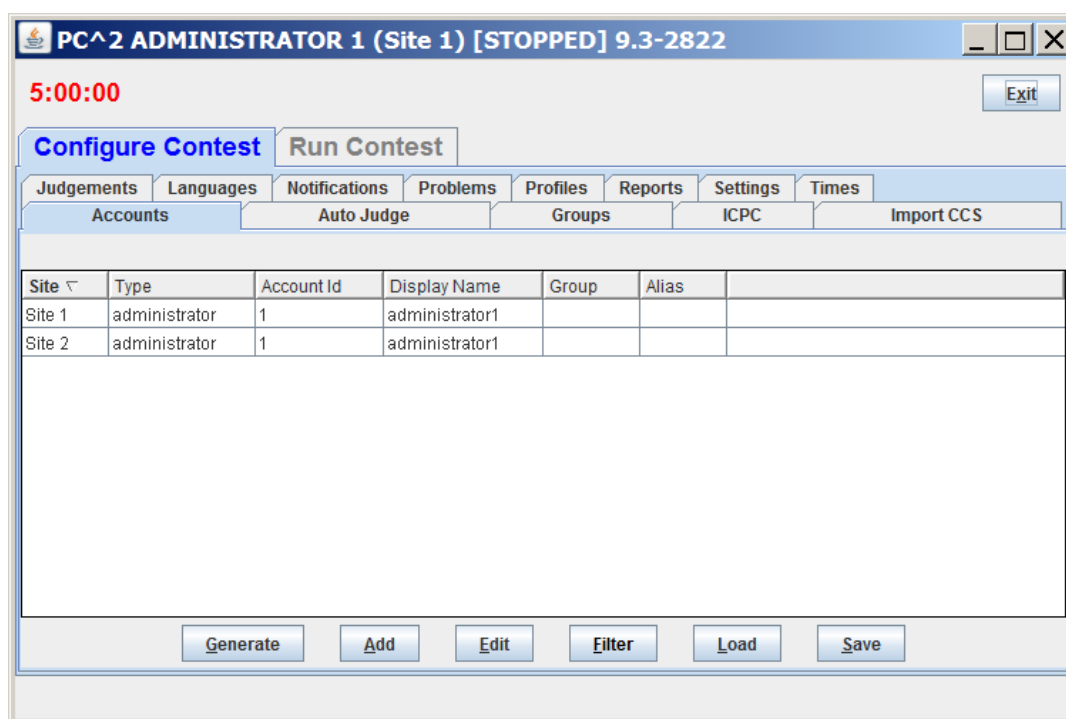 PC^2 ADMINISTRATOR 1 (Site 1) [STOPPED] 9.3-2822
5:00:00 Exit
Configure Contest Run Contest
Judgements Languages Notifications Problems Profiles Reports Settings Times
Accounts Auto Judge Groups ICPC Import CCS
Site Type Account Id Display Name Group Alias
Site 1 administrator 1 administrator1
Site 2 administrator 1 administrator1
Generate Add Edit Filter Load Save